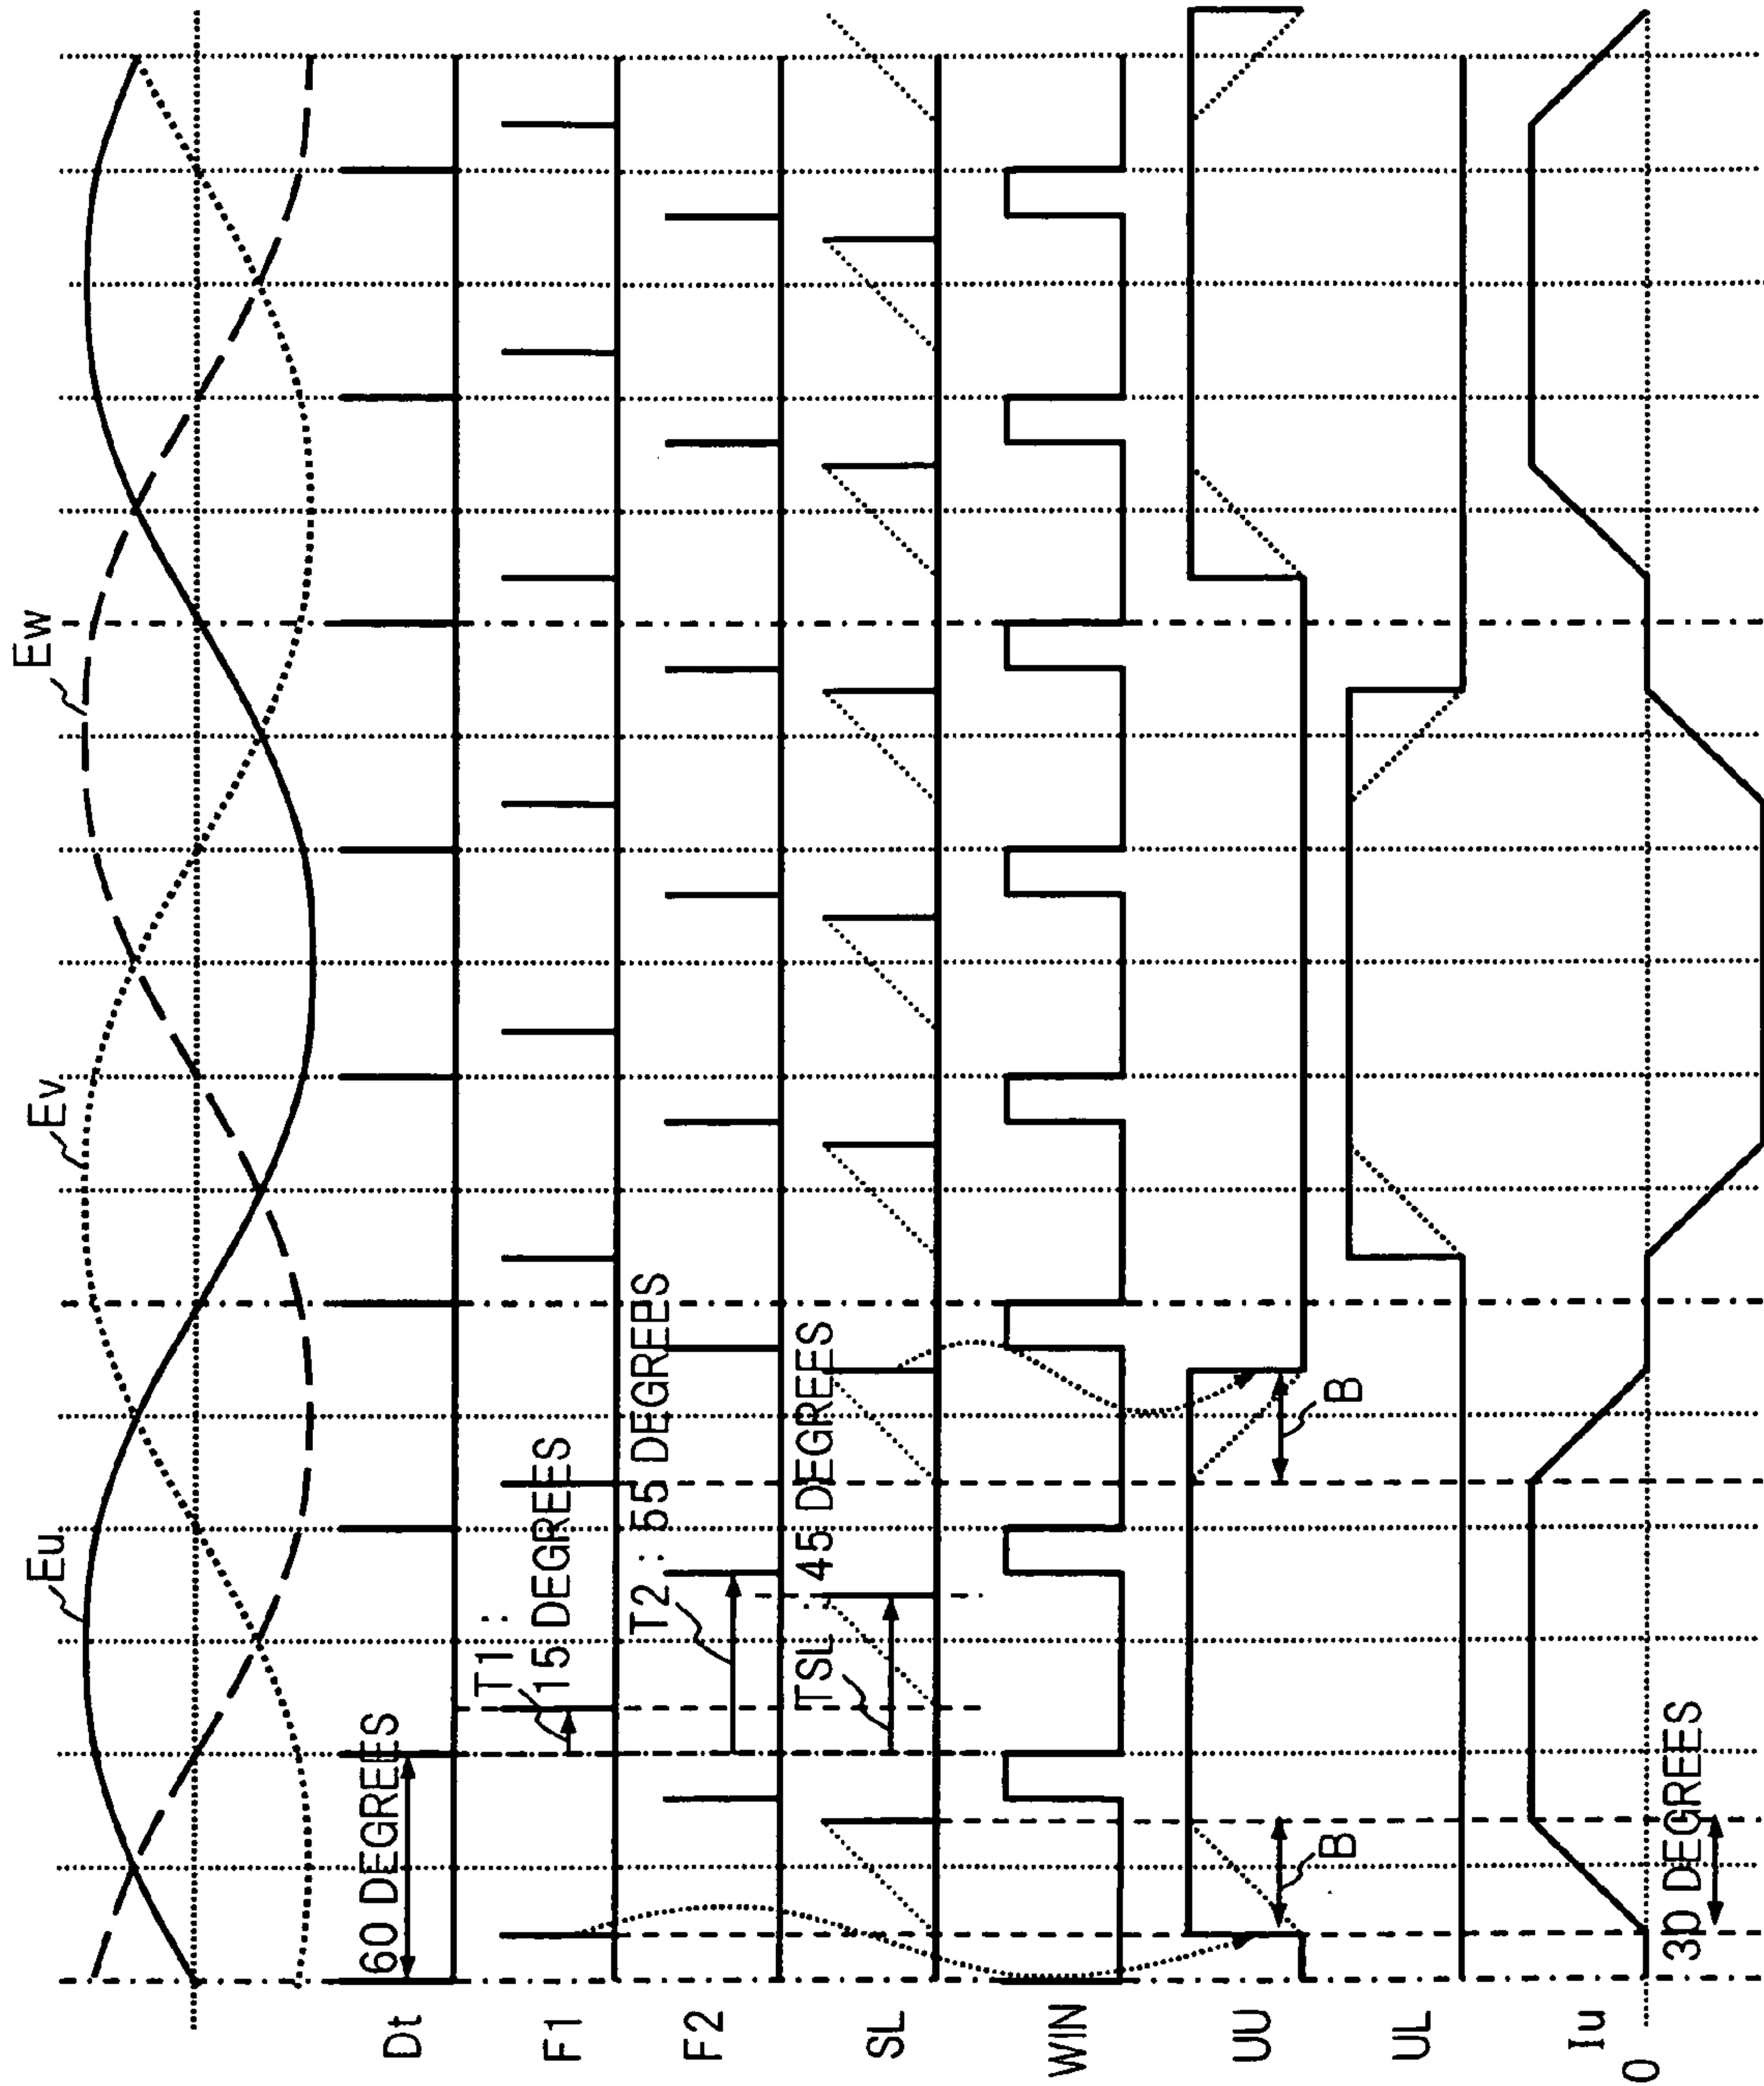 Eu
Ev
Ew
Dt
60 DEGREES
F1
T1:
15 DEGREES
F2
T2: 55 DEGREES
SL
TSL: 45 DEGREES
WIN
UU
B
B
UL
Iu
0
30 DEGREES